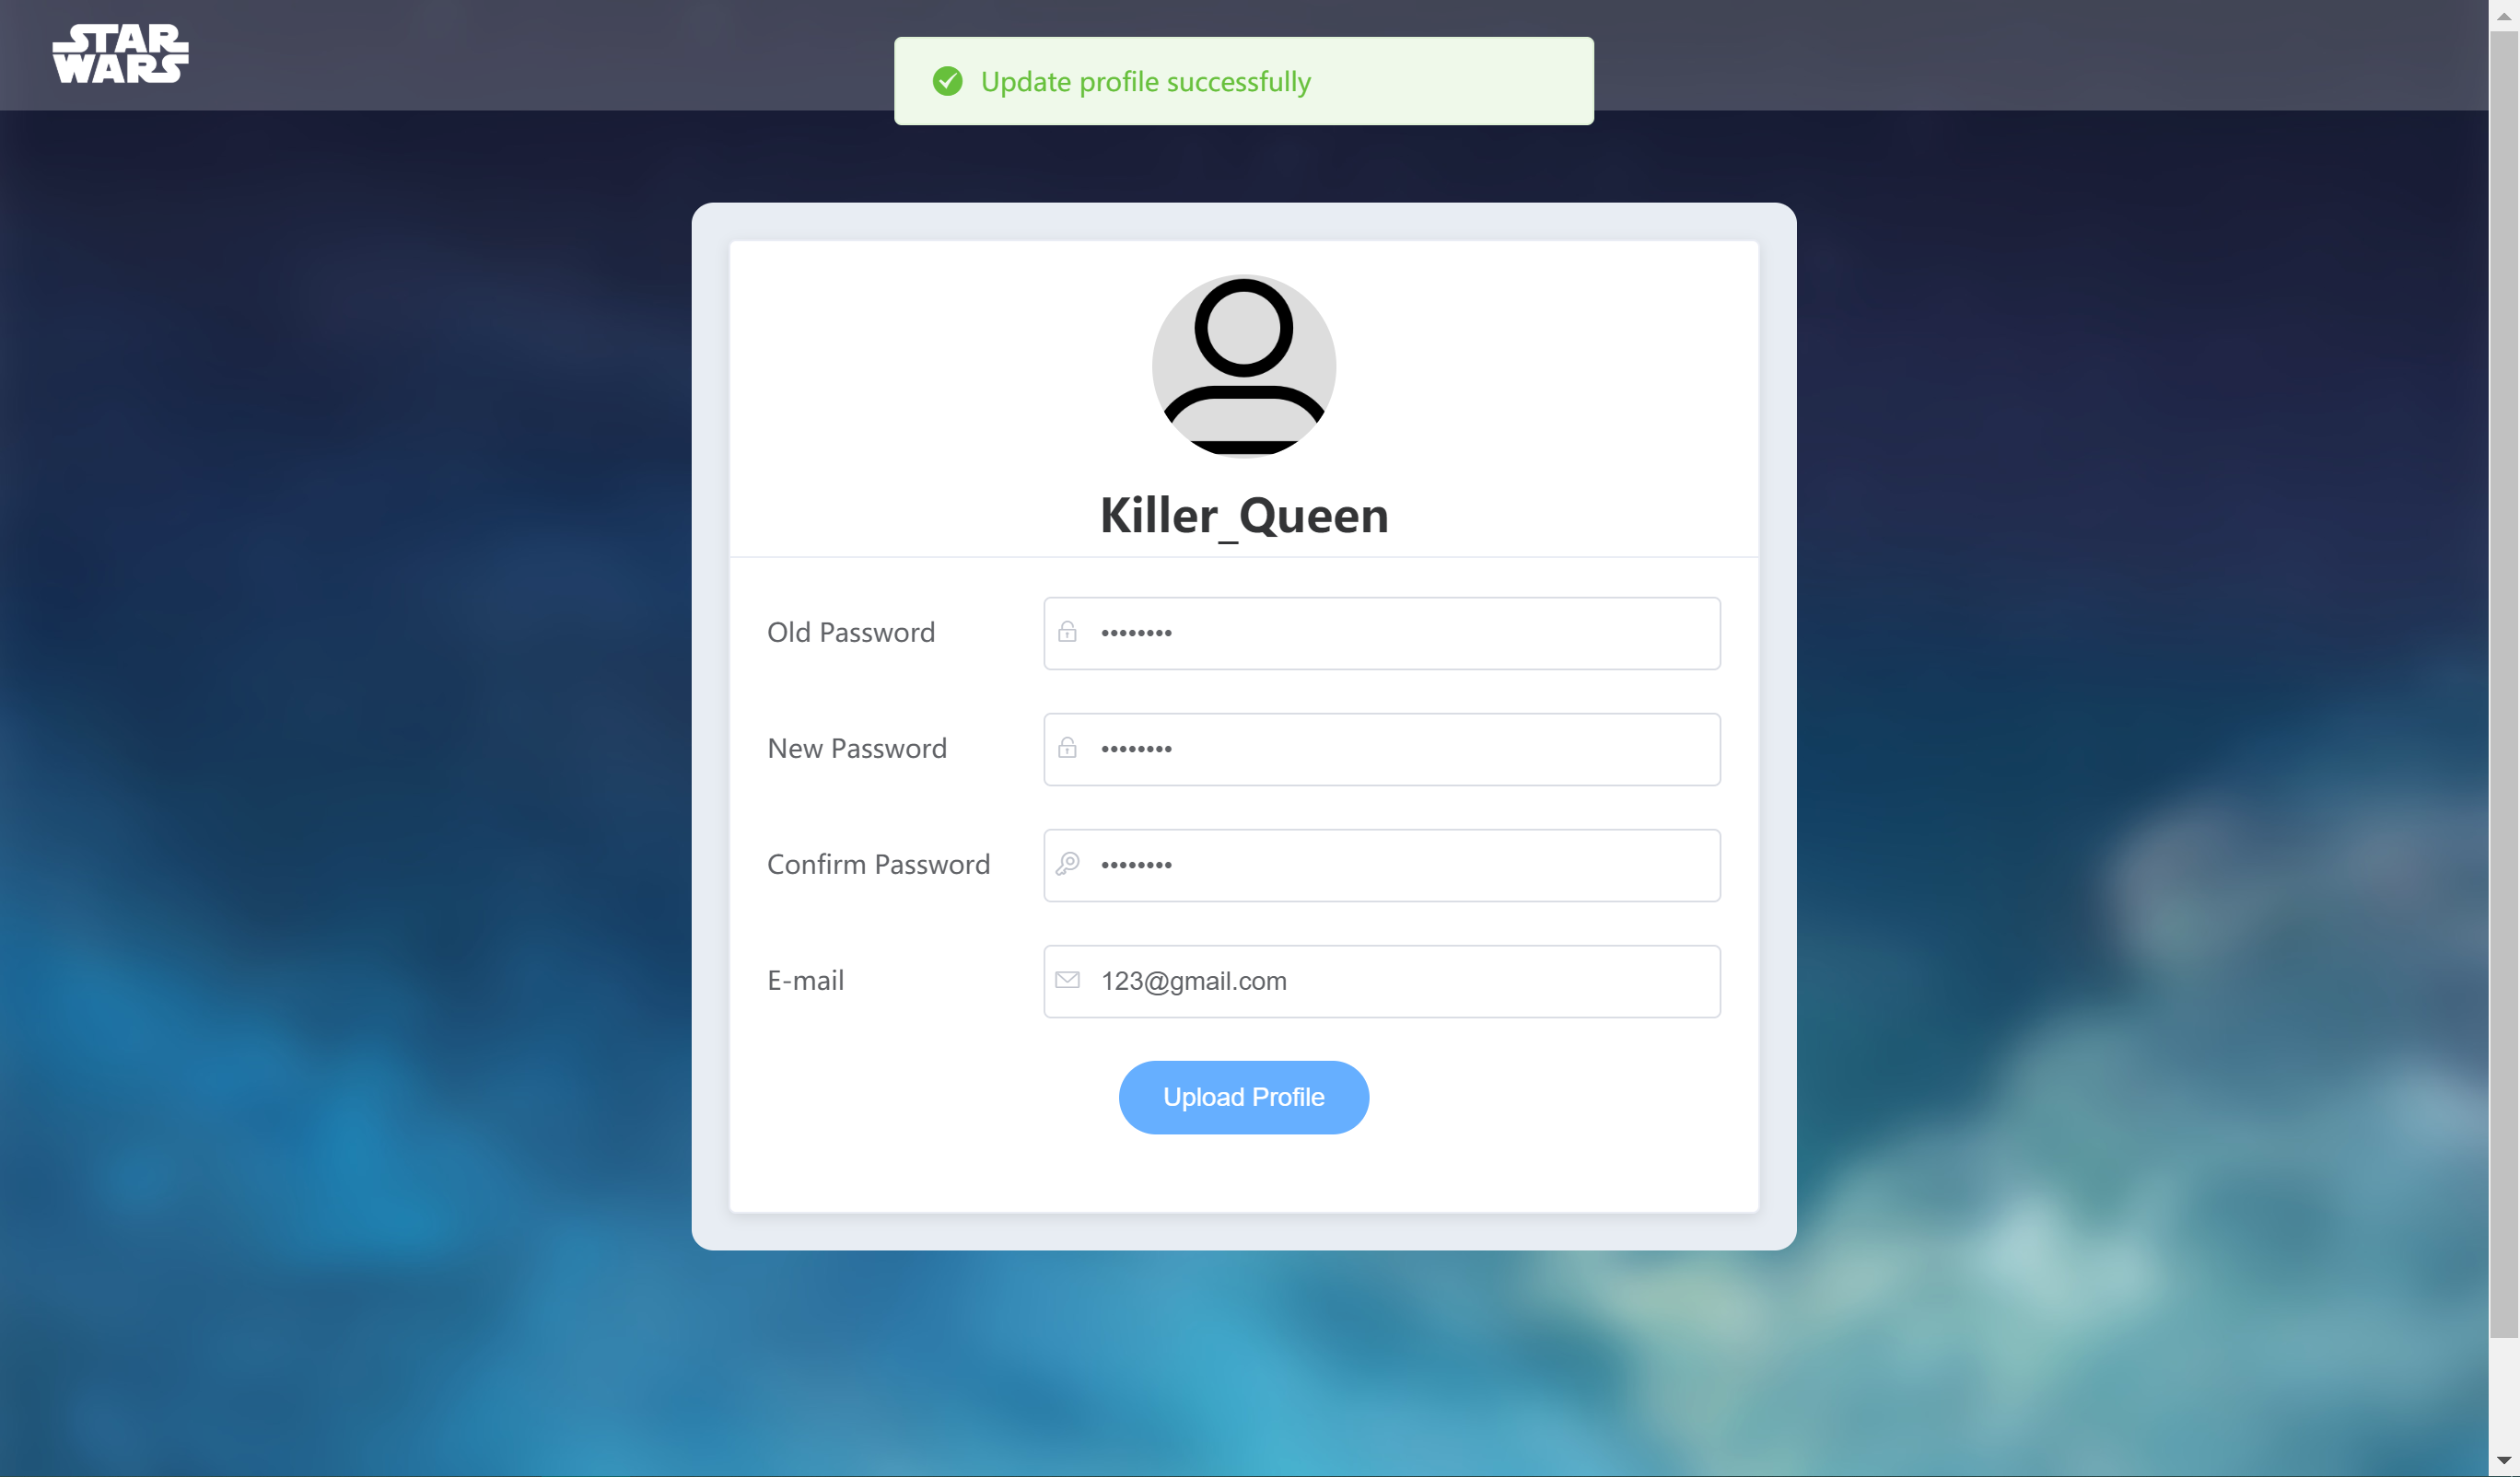 STAR
WARS
Update profile successfully
Killer_Queen
Old Password ••••••••
New Password ••••••••
Confirm Password ••••••••
E-mail 123@gmail.com
Upload Profile